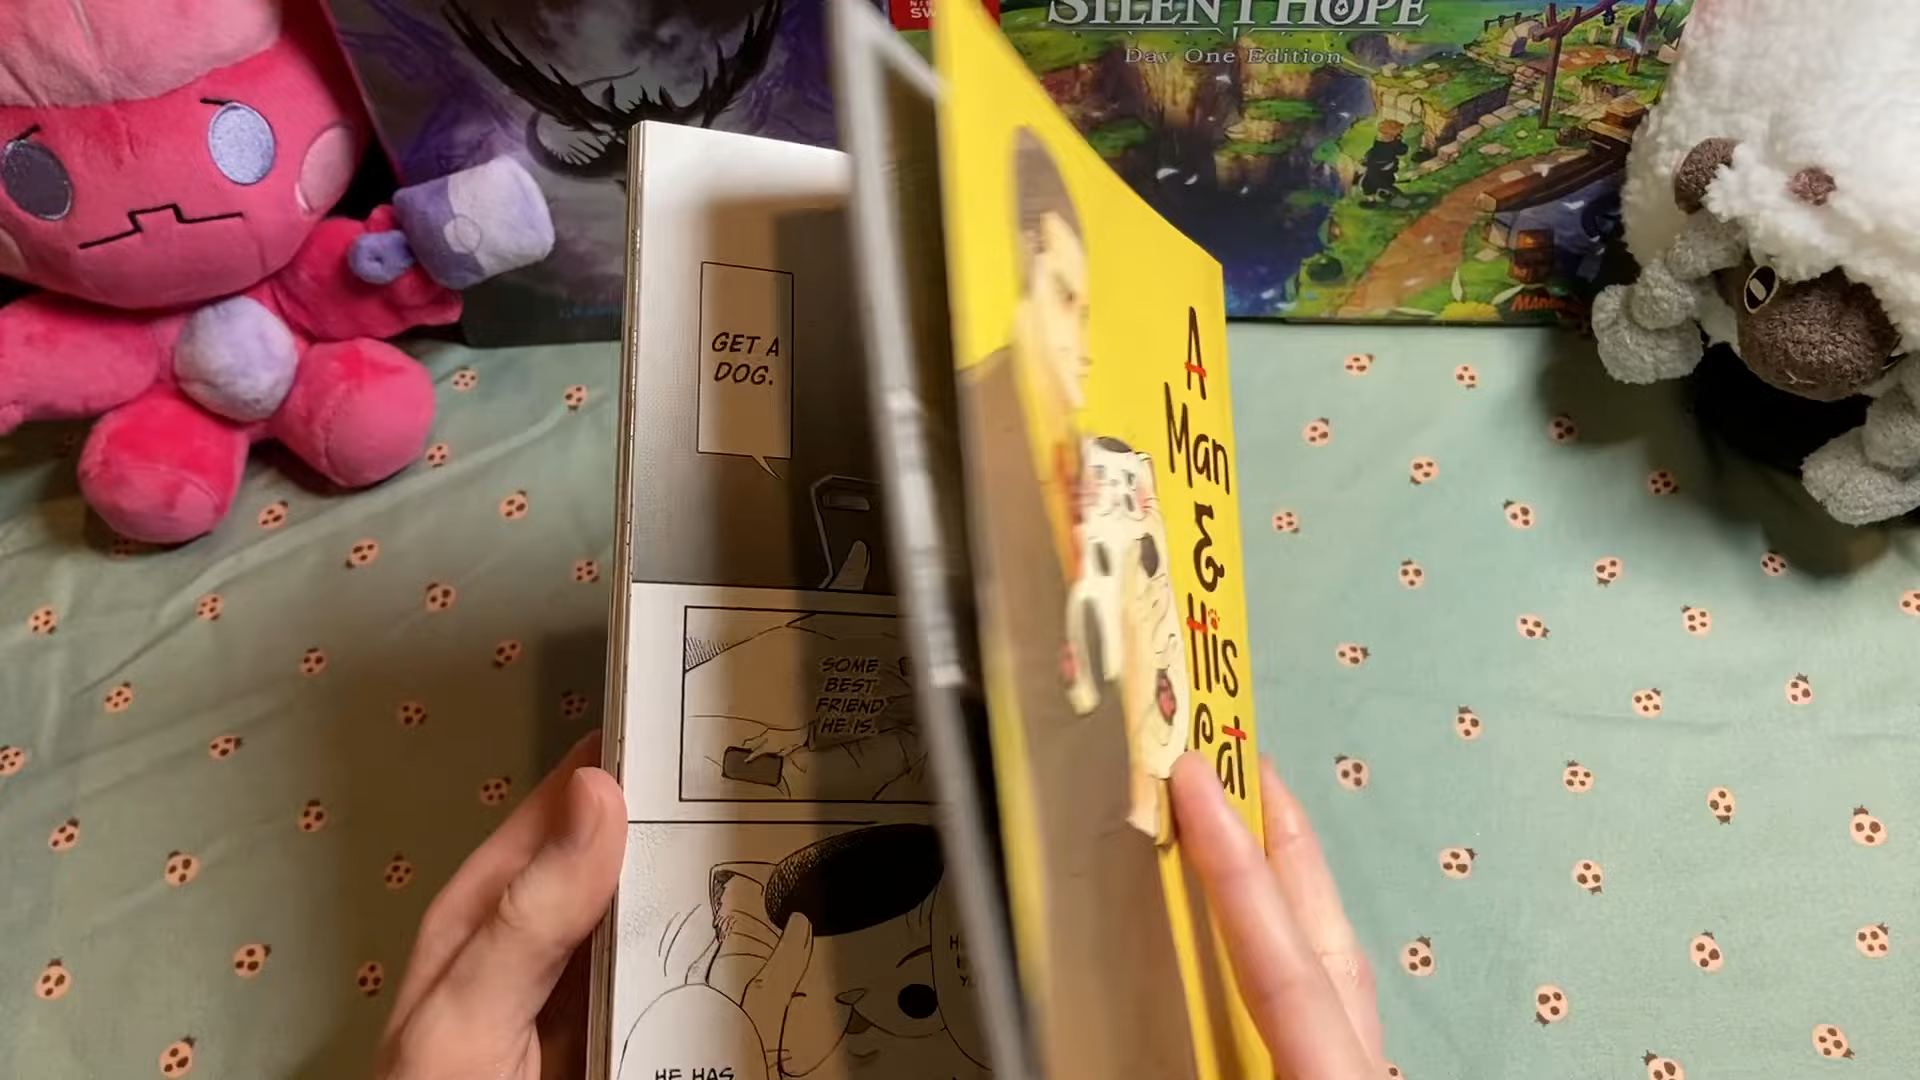 SILENT HOPE
Day One Edition
GET A
DOG.
SOME
BEST
FRIEND
HE IS.
HE HAS
A
Man
&
His
Cat